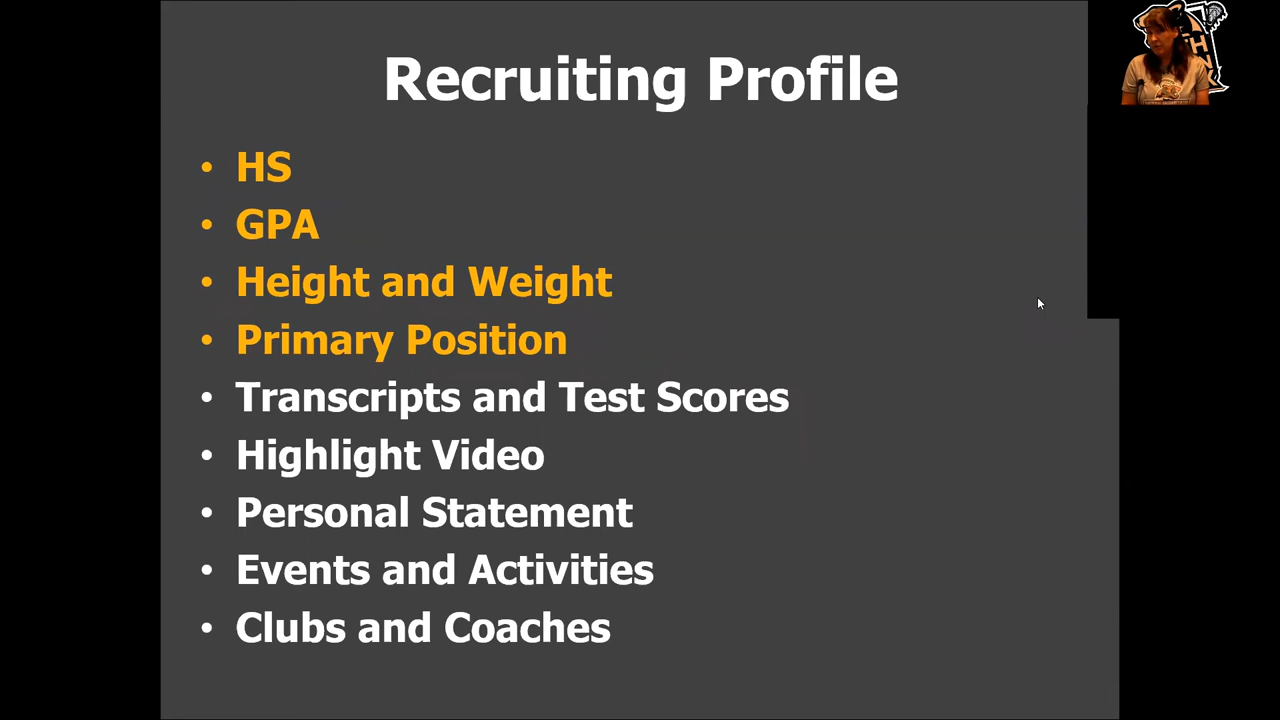 Recruiting Profile
• HS
• GPA
• Height and Weight
• Primary Position
• Transcripts and Test Scores
• Highlight Video
• Personal Statement
• Events and Activities
• Clubs and Coaches